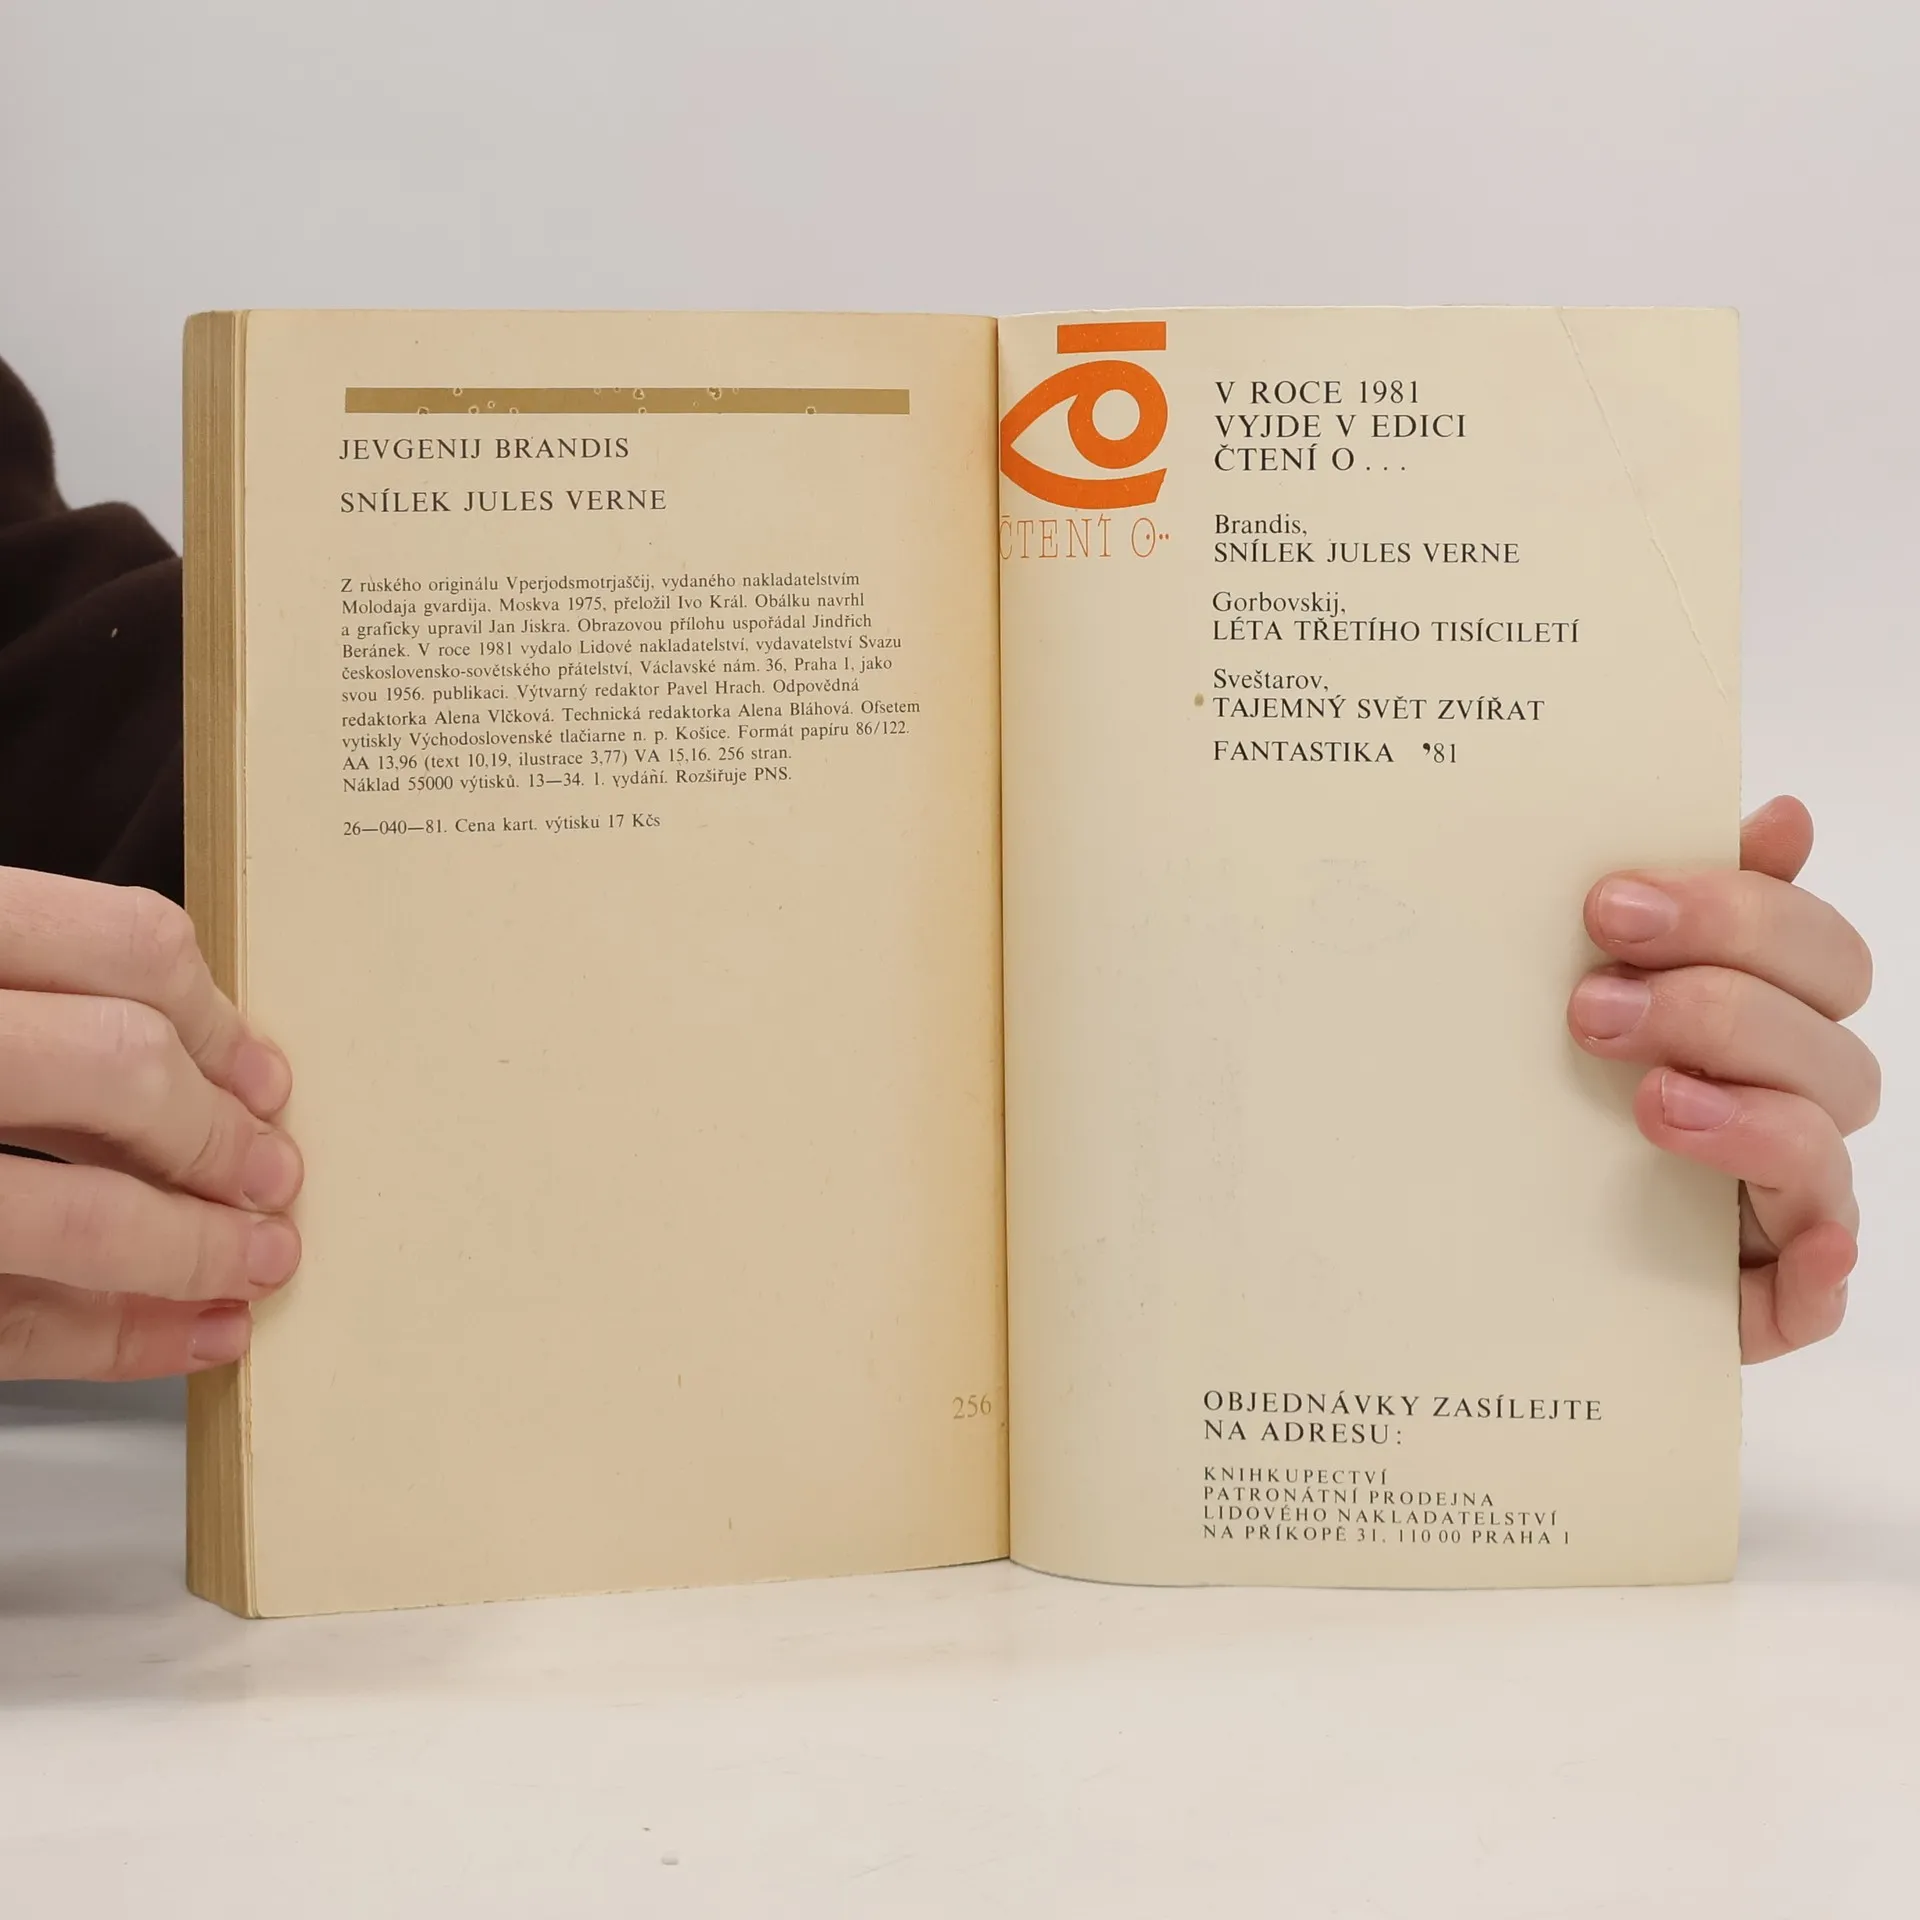 JEVGENIJ BRANDIS
SNÍLEK JULES VERNE
Z ruského originálu Vperjodsmotrjaščij, vydaného nakladatelstvím
Molodaja gvardija, Moskva 1975, přeložil Ivo Král. Obálku navrhl
a graficky upravil Jan Jiskra. Obrazovou přílohu uspořádal Jindřich
Beránek. V roce 1981 vydalo Lidové nakladatelství, vydavatelství Svazu
československo-sovětského přátelství, Václavské nám. 36, Praha 1, jako
svou 1956. publikaci. Výtvarný redaktor Pavel Hrach. Odpovědná
redaktorka Alena Vlčková. Technická redaktorka Alena Bláhová. Ofsetem
vytiskly Východoslovenské tlačiarne n. p. Košice. Formát papíru 86/122.
AA 13,96 (text 10,19, ilustrace 3,77) VA 15,16. 256 stran.
Náklad 55000 výtisků. 13—34. 1. vydání. Rozšiřuje PNS.
26—040—81. Cena kart. výtisku 17 Kčs
256
ČTENÍ O..
V ROCE 1981
VYJDE V EDICI
ČTENÍ O...
Brandis,
SNÍLEK JULES VERNE
Gorbovskij,
LÉTA TŘETÍHO TISÍCILETÍ
Sveštarov,
TAJEMNÝ SVĚT ZVÍŘAT
FANTASTIKA ’81
OBJEDNÁVKY ZASÍLEJTE
NA ADRESU:
KNIHKUPECTVÍ
PATRONÁTNÍ PRODEJNA
LIDOVÉHO NAKLADATELSTVÍ
NA PŘÍKOPĚ 31, 110 00 PRAHA 1